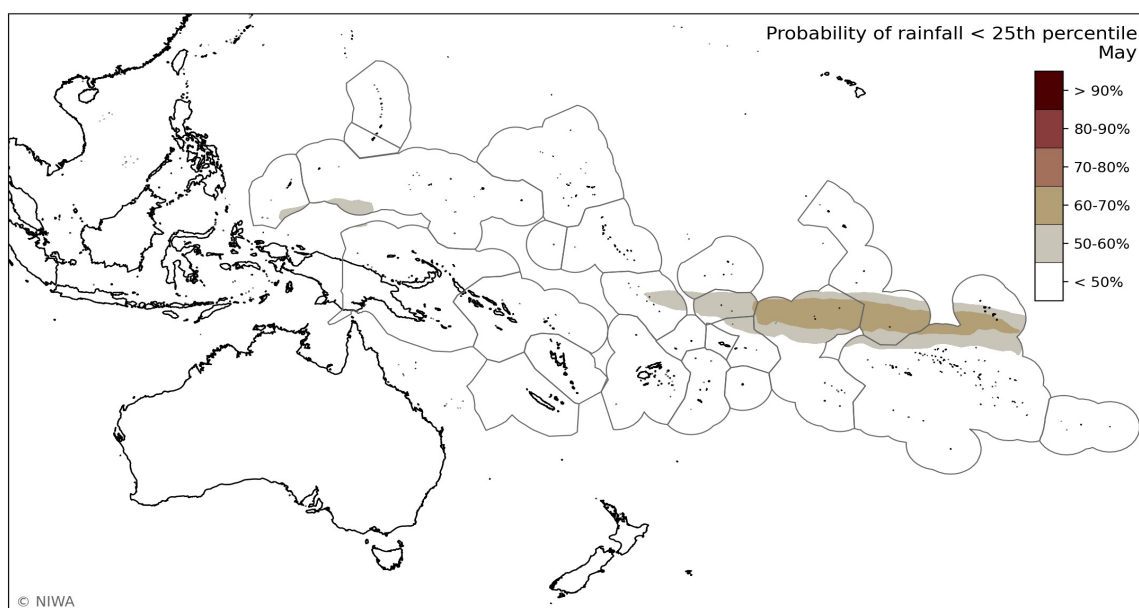 Probability of rainfall < 25th percentile
May
> 90%
80-90%
70-80%
60-70%
50-60%
< 50%
© NIWA